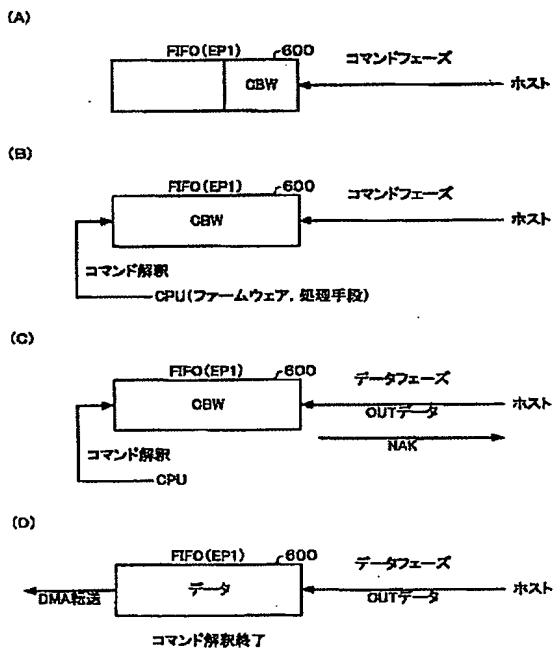 (A)
FIFO(EP1) 600
コマンドフェーズ
CBW
ホスト
(B)
FIFO(EP1) 600
コマンドフェーズ
CBW
ホスト
コマンド解釈
CPU(ファームウェア, 処理手段)
(C)
FIFO(EP1) 600
データフェーズ
CBW
OUTデータ
ホスト
NAK
コマンド解釈
CPU
(D)
FIFO(EP1) 600
データフェーズ
データ
DMA転送
OUTデータ
ホスト
コマンド解釈終了